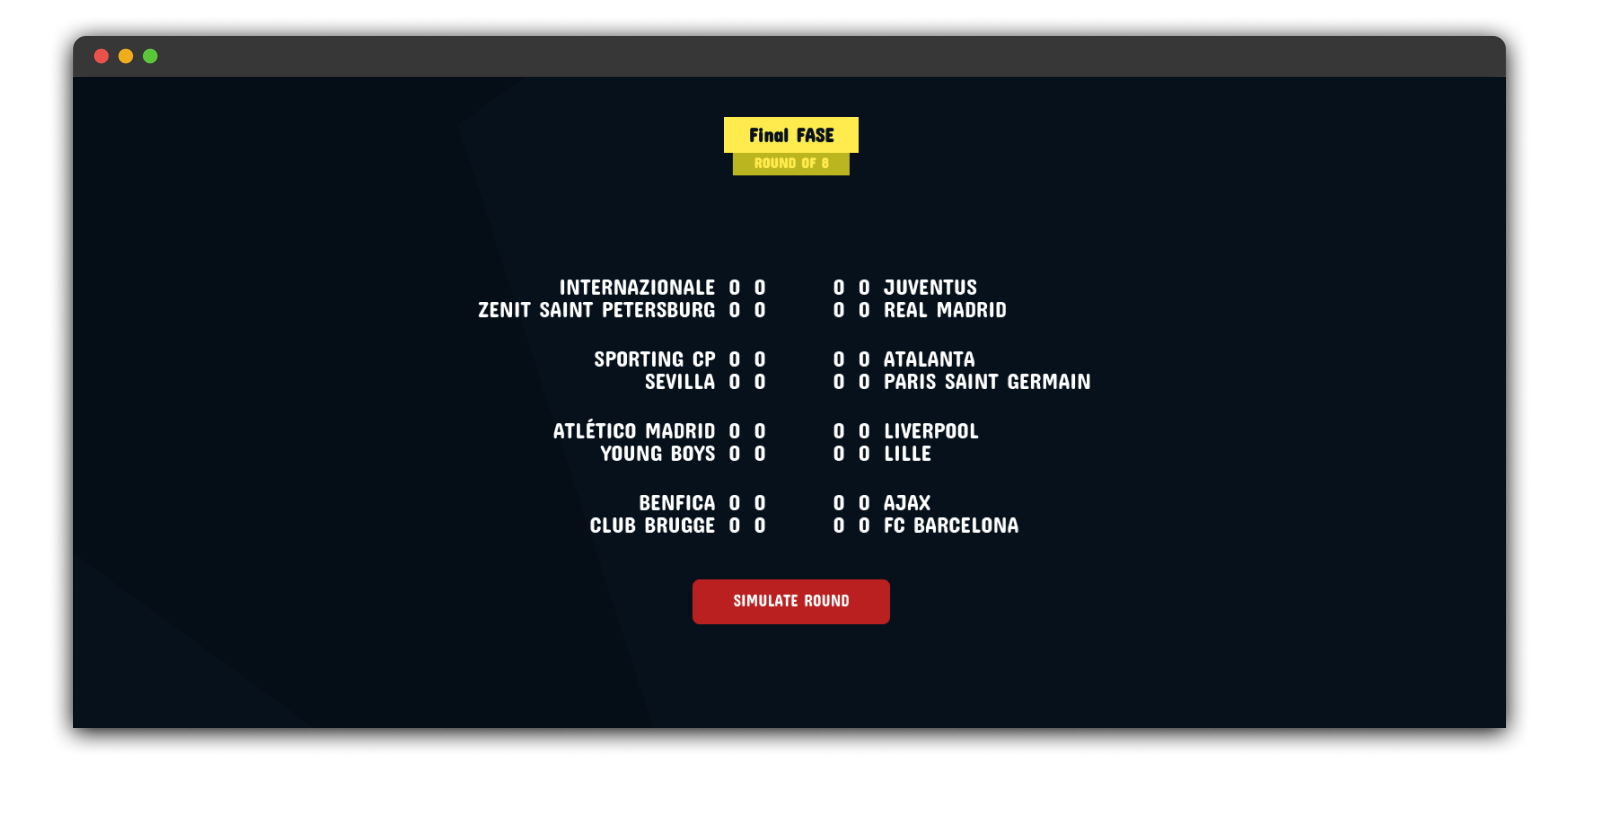 Final FASE
ROUND OF 8
INTERNAZIONALE 0 0 0 0 JUVENTUS
ZENIT SAINT PETERSBURG 0 0 0 0 REAL MADRID
SPORTING CP 0 0 0 0 ATALANTA
SEVILLA 0 0 0 0 PARIS SAINT GERMAIN
ATLÉTICO MADRID 0 0 0 0 LIVERPOOL
YOUNG BOYS 0 0 0 0 LILLE
BENFICA 0 0 0 0 AJAX
CLUB BRUGGE 0 0 0 0 FC BARCELONA
SIMULATE ROUND